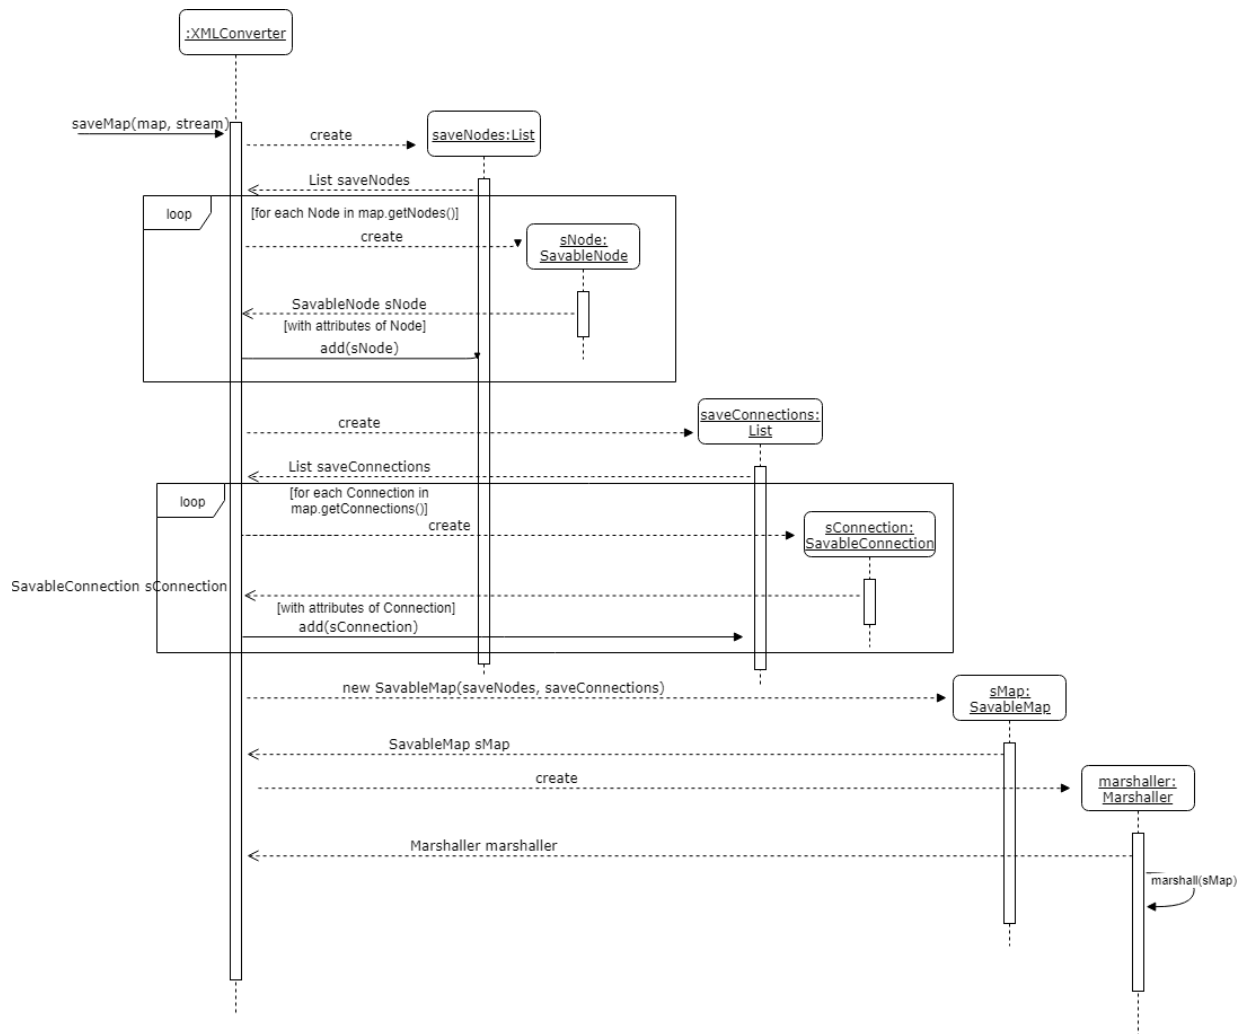 :XMLConverter
saveMap(map, stream)
create
saveNodes:List
List saveNodes
loop
[for each Node in map.getNodes()]
create
sNode:
SavableNode
SavableNode sNode
[with attributes of Node]
add(sNode)
create
saveConnections:
List
List saveConnections
loop
[for each Connection in
map.getConnections()]
create
sConnection:
SavableConnection
SavableConnection sConnection
[with attributes of Connection]
add(sConnection)
new SavableMap(saveNodes, saveConnections)
sMap:
SavableMap
SavableMap sMap
create
marshaller:
Marshaller
Marshaller marshaller
marshall(sMap)